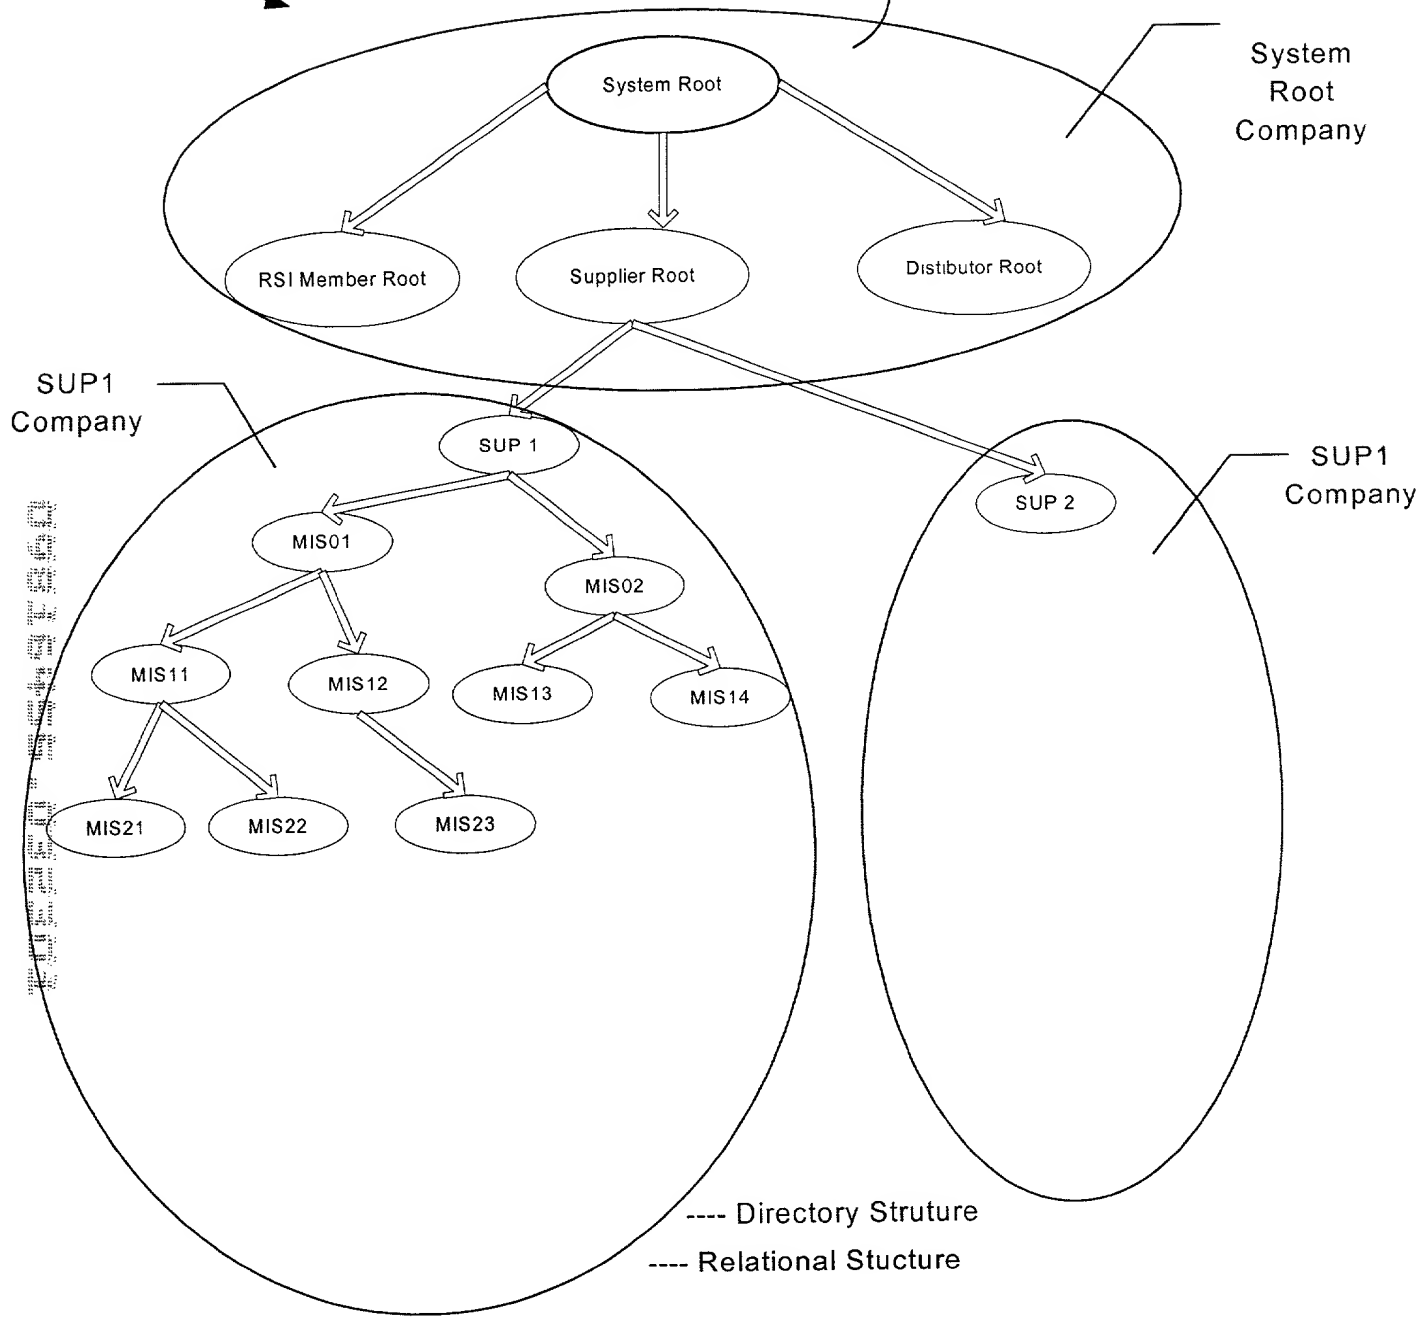 System
Root
Company
System Root
RSI Member Root
Supplier Root
Distibutor Root
SUP1
Company
SUP 1
SUP1
Company
SUP 2
MIS01
MIS02
MIS11
MIS12
MIS13
MIS14
MIS21
MIS22
MIS23
---- Directory Struture
---- Relational Stucture